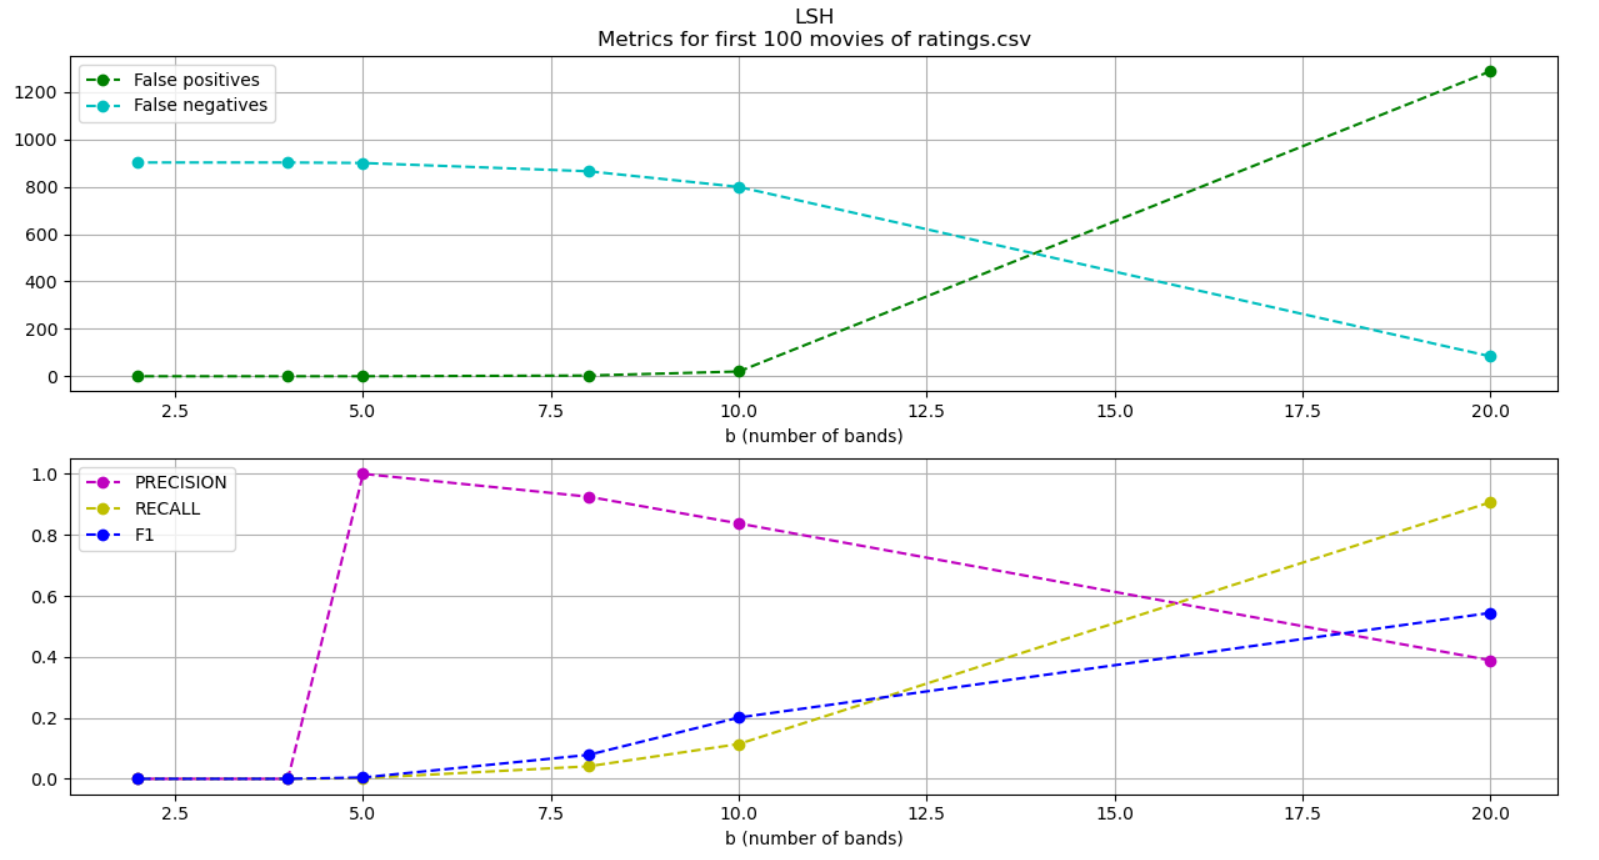 LSH
Metrics for first 100 movies of ratings.csv
False positives
False negatives
1200
1000
800
600
400
200
0
2.5 5.0 7.5 10.0 12.5 15.0 17.5 20.0
b (number of bands)
PRECISION
RECALL
F1
1.0
0.8
0.6
0.4
0.2
0.0
2.5 5.0 7.5 10.0 12.5 15.0 17.5 20.0
b (number of bands)